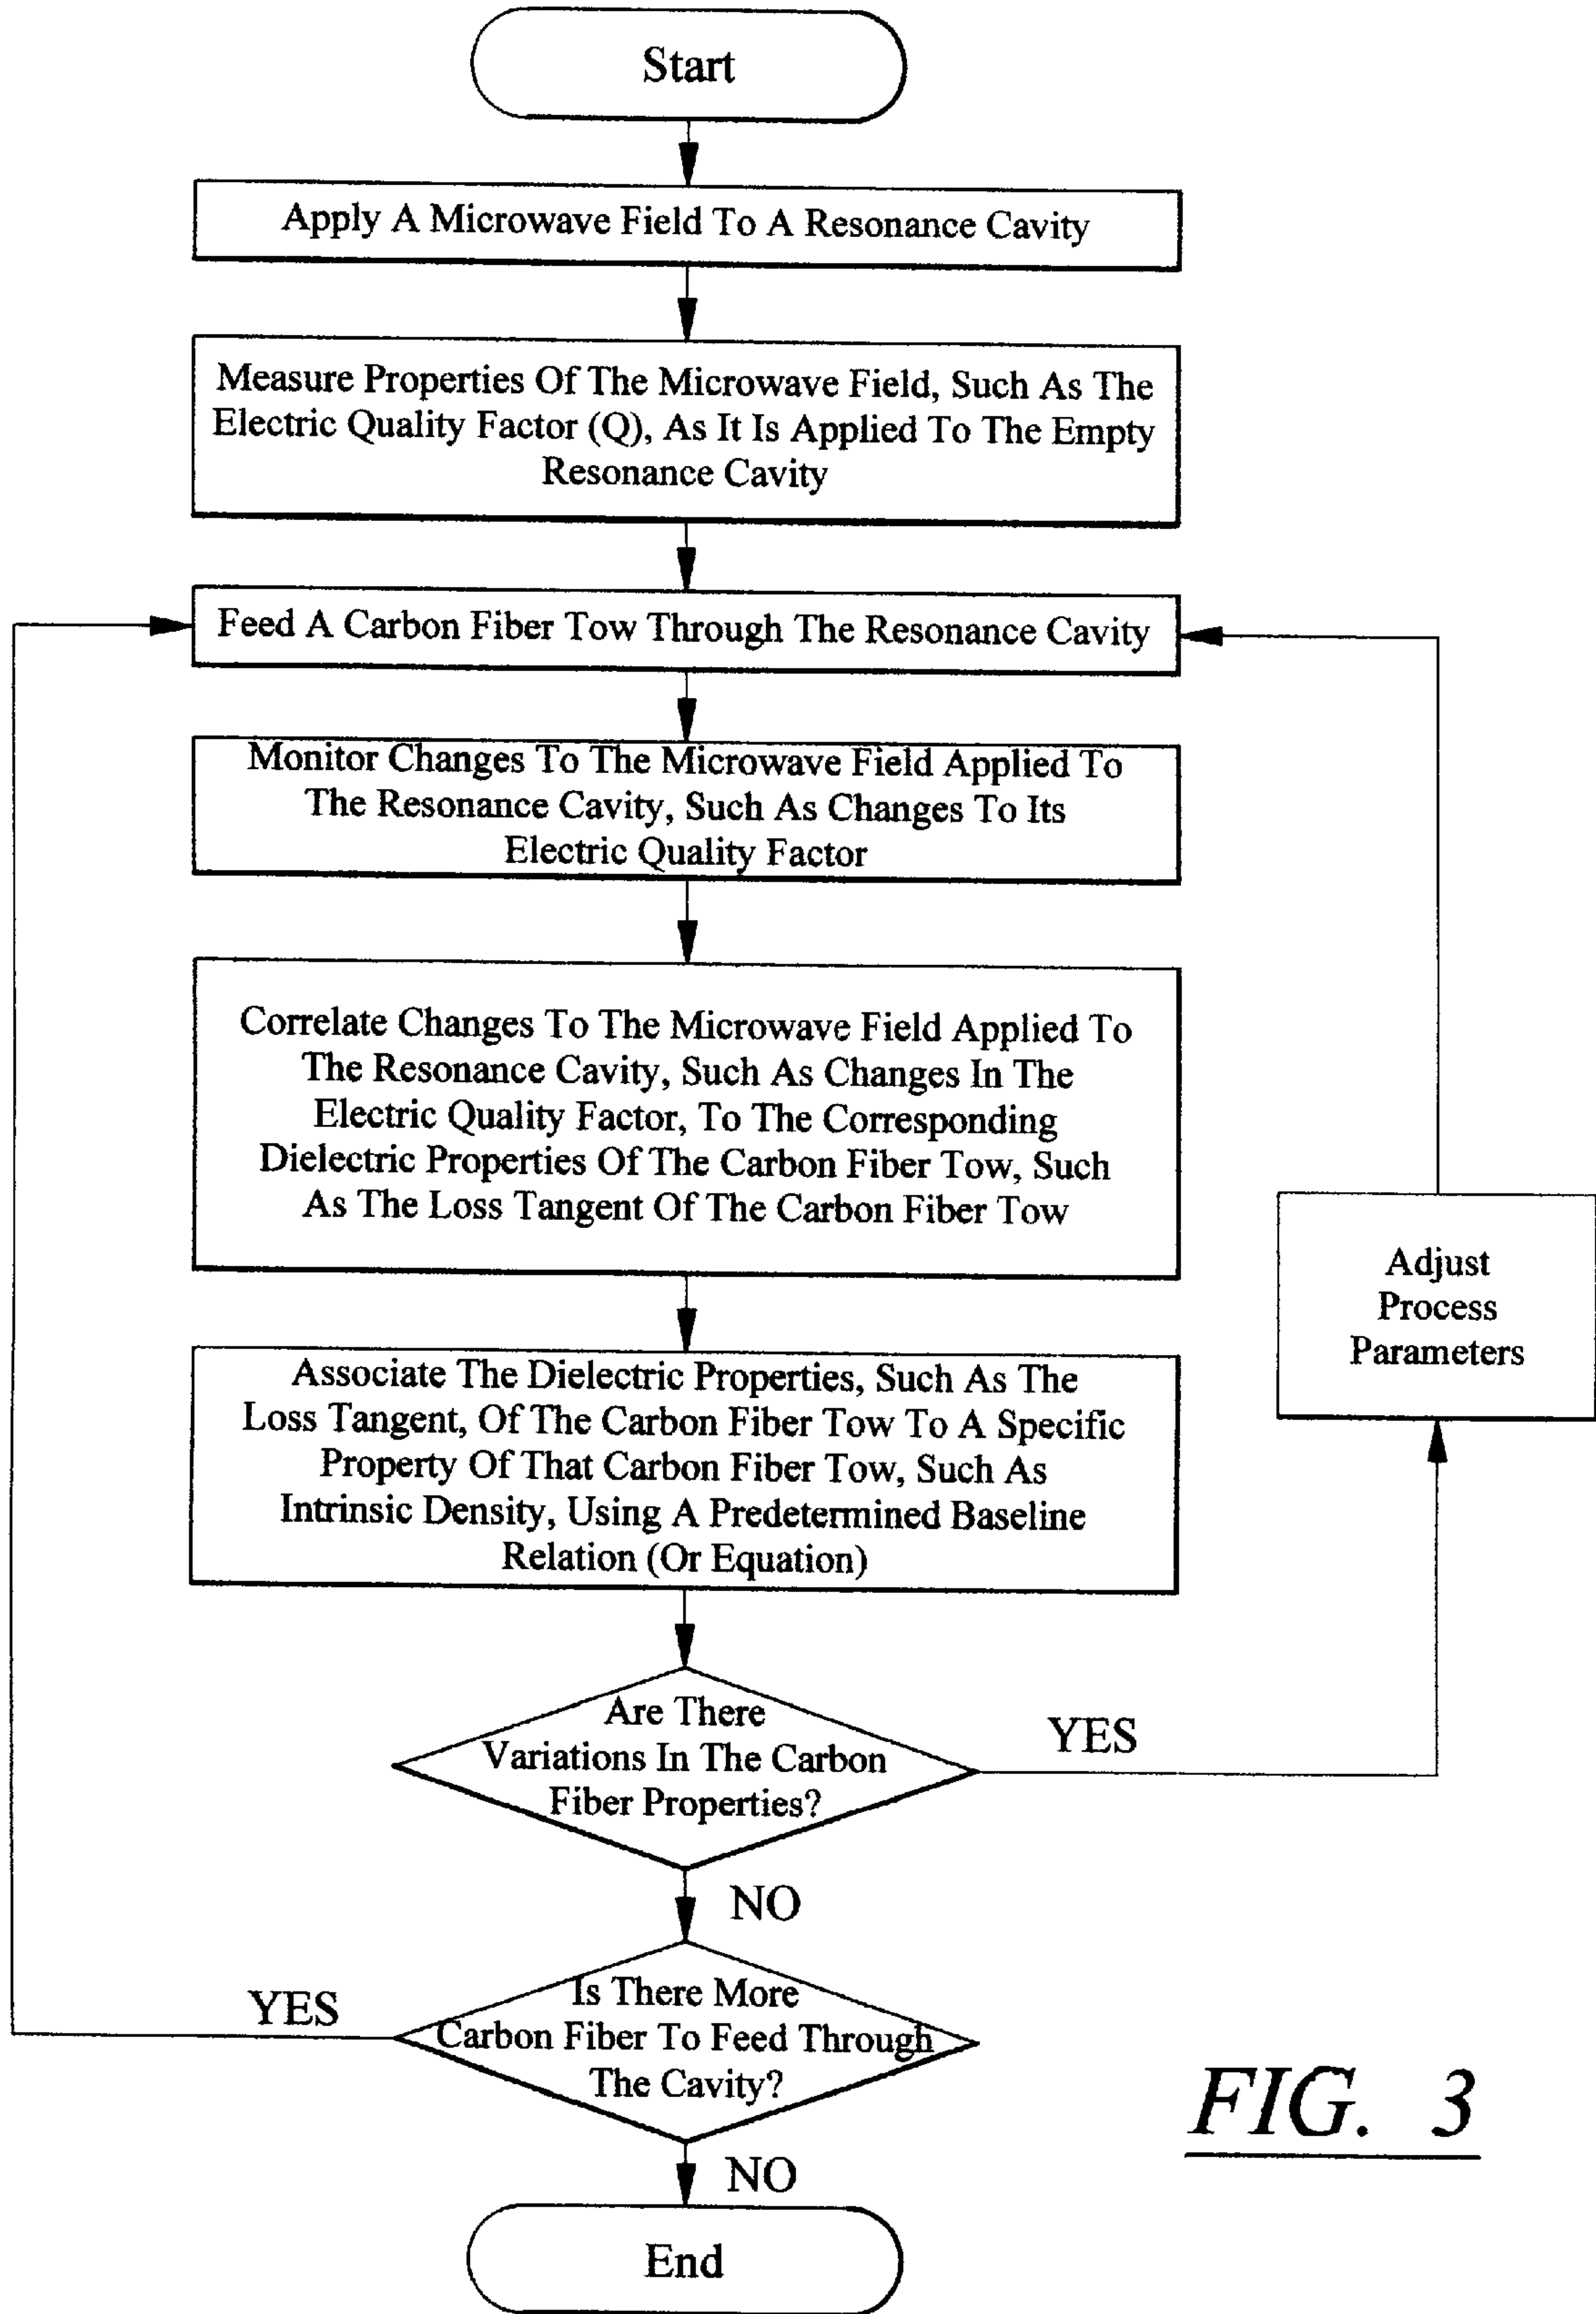 Start
Apply A Microwave Field To A Resonance Cavity
Measure Properties Of The Microwave Field, Such As The
Electric Quality Factor (Q), As It Is Applied To The Empty
Resonance Cavity
Feed A Carbon Fiber Tow Through The Resonance Cavity
Monitor Changes To The Microwave Field Applied To
The Resonance Cavity, Such As Changes To Its
Electric Quality Factor
Correlate Changes To The Microwave Field Applied To
The Resonance Cavity, Such As Changes In The
Electric Quality Factor, To The Corresponding
Dielectric Properties Of The Carbon Fiber Tow, Such
As The Loss Tangent Of The Carbon Fiber Tow
Adjust
Process
Parameters
Associate The Dielectric Properties, Such As The
Loss Tangent, Of The Carbon Fiber Tow To A Specific
Property Of That Carbon Fiber Tow, Such As
Intrinsic Density, Using A Predetermined Baseline
Relation (Or Equation)
Are There
Variations In The Carbon
Fiber Properties?
YES
NO
Is There More
Carbon Fiber To Feed Through
The Cavity?
YES
NO
End
FIG. 3